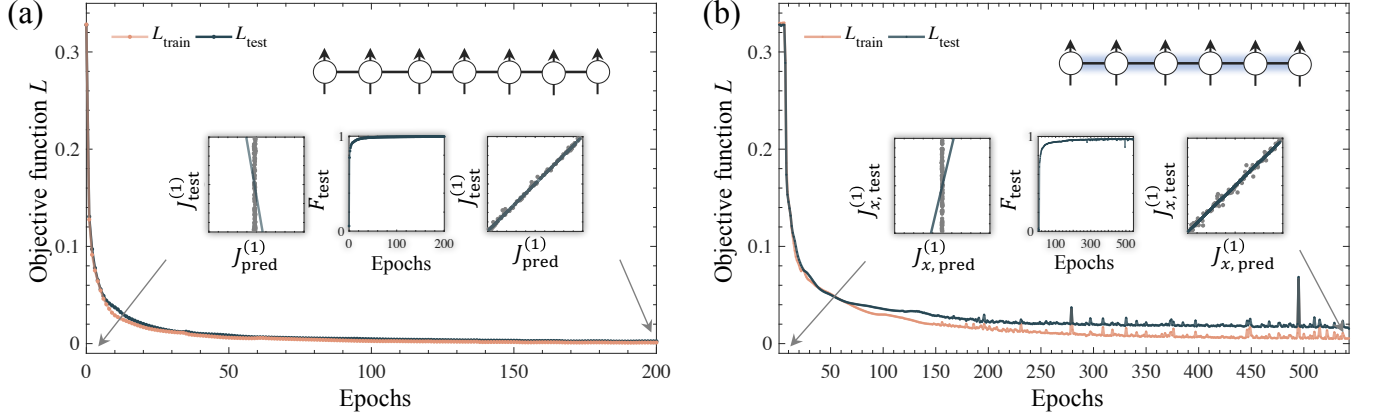 (a)
L_train L_test
Objective function L
0.3
0.2
0.1
0
0 50 100 150 200
Epochs
J_test^(1)
J_pred^(1)
F_test
1
0
0 100 200
Epochs
J_test^(1)
J_pred^(1)
(b)
L_train L_test
Objective function L
0.3
0.2
0.1
0
50 100 150 200 250 300 350 400 450 500
Epochs
J_x, test^(1)
J_x, pred^(1)
F_test
1
0
100 300 500
Epochs
J_x, test^(1)
J_x, pred^(1)